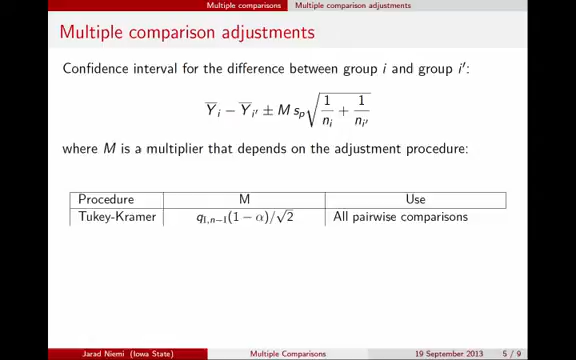 Multiple comparisons Multiple comparison adjustments
Multiple comparison adjustments
Confidence interval for the difference between group i and group i′:
Y̅ᵢ − Y̅ᵢ′ ± M sₚ √(1/nᵢ + 1/nᵢ′)
where M is a multiplier that depends on the adjustment procedure:
Procedure M Use
Tukey-Kramer q₁,ₙ₋₁(1 − α)/√2 All pairwise comparisons
Jarad Niemi (Iowa State) Multiple Comparisons 19 September 2013 5 / 9